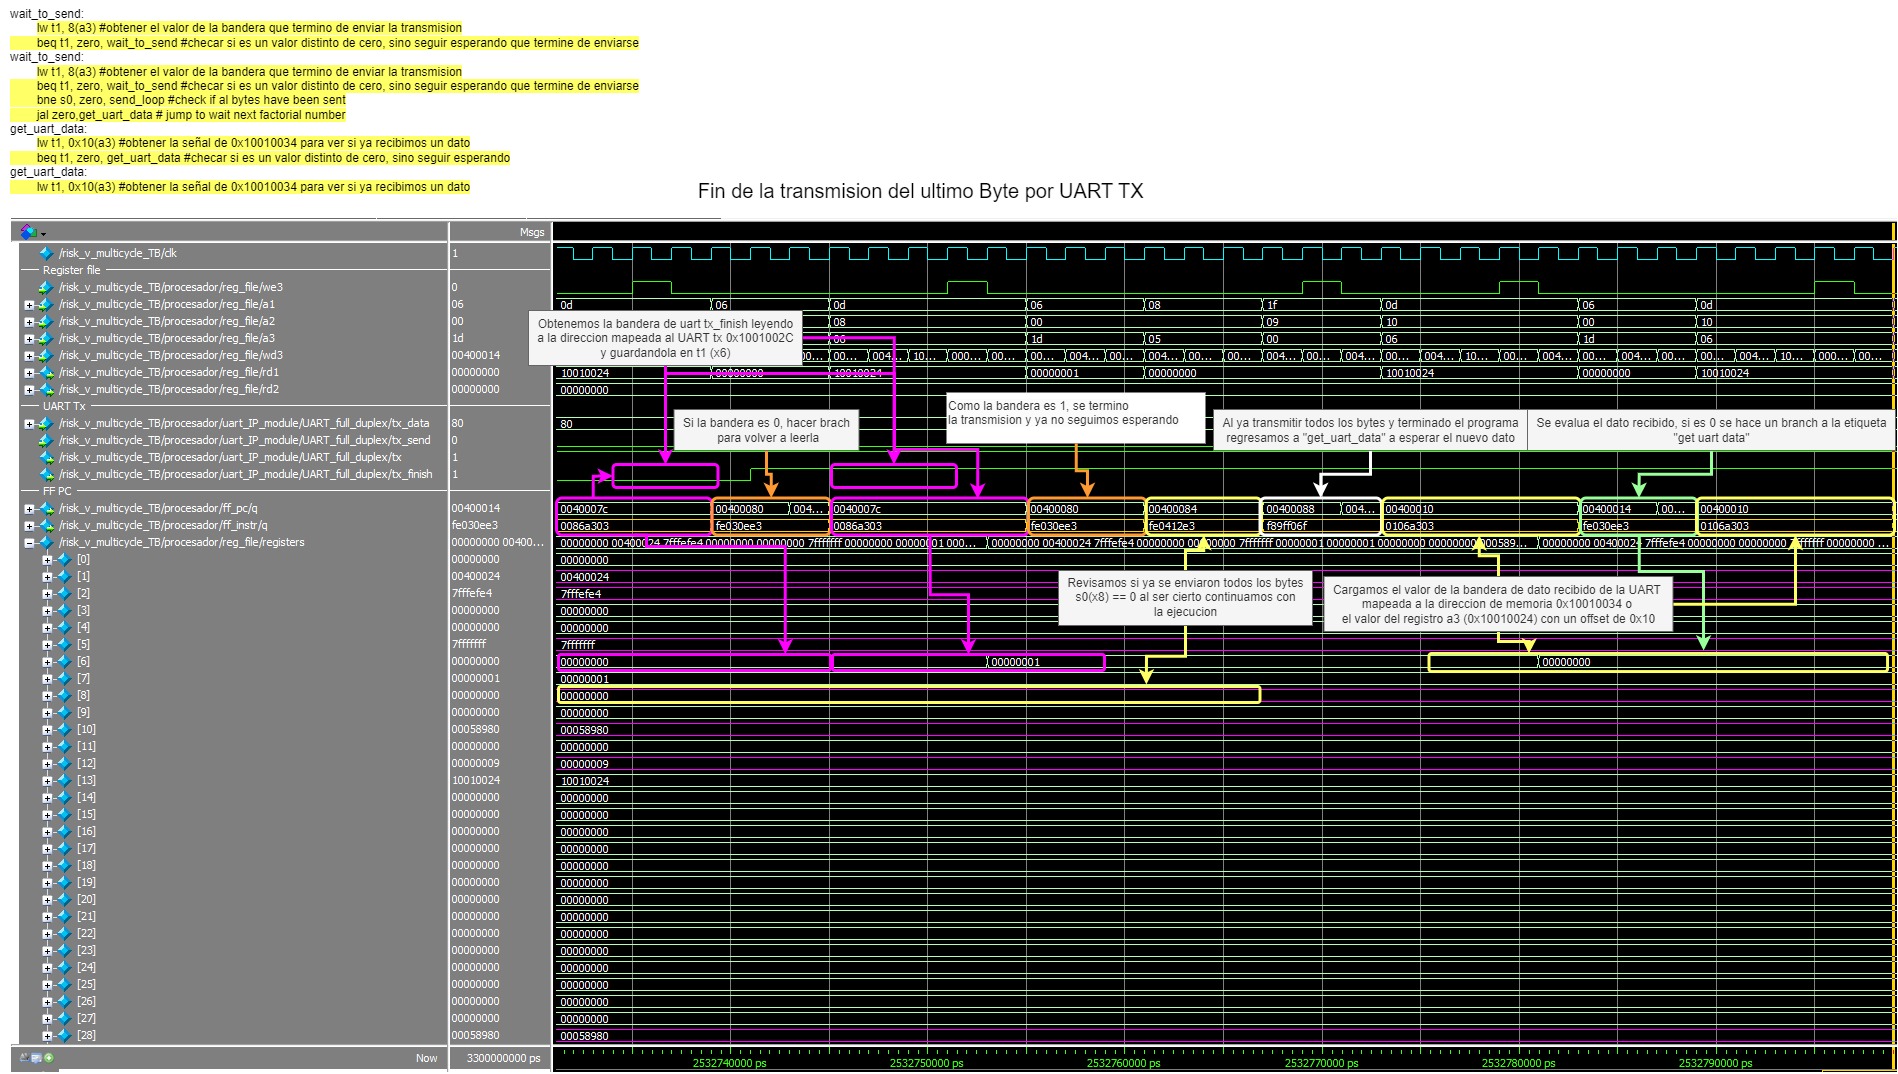 wait_to_send:
lw t1, 8(a3) #obtener el valor de la bandera que termino de enviar la transmision
beq t1, zero, wait_to_send #checar si es un valor distinto de cero, sino seguir esperando que termine de enviarse
wait_to_send:
lw t1, 8(a3) #obtener el valor de la bandera que termino de enviar la transmision
beq t1, zero, wait_to_send #checar si es un valor distinto de cero, sino seguir esperando que termine de enviarse
bne s0, zero, send_loop #check if al bytes have been sent
jal zero,get_uart_data # jump to wait next factorial number
get_uart_data:
lw t1, 0x10(a3) #obtener la señal de 0x10010034 para ver si ya recibimos un dato
beq t1, zero, get_uart_data #checar si es un valor distinto de cero, sino seguir esperando
get_uart_data:
lw t1, 0x10(a3) #obtener la señal de 0x10010034 para ver si ya recibimos un dato
Fin de la transmision del ultimo Byte por UART TX
Msgs
/risk_v_multicycle_TB/clk 1
Register file
/risk_v_multicycle_TB/procesador/reg_file/we3 0
/risk_v_multicycle_TB/procesador/reg_file/a1 06 0d 06 0d 06 08 1f 0d 06 0d
/risk_v_multicycle_TB/procesador/reg_file/a2 00 08 00 09 10 00 10
/risk_v_multicycle_TB/procesador/reg_file/a3 1d 1d 05 00 06 1d 06
/risk_v_multicycle_TB/procesador/reg_file/wd3 00400014
/risk_v_multicycle_TB/procesador/reg_file/rd1 00000000 10010024 00000000 10010024 00000001 00000000 10010024 00000000 10010024
/risk_v_multicycle_TB/procesador/reg_file/rd2 00000000 00000000
Obtenemos la bandera de uart tx_finish leyendo
a la direccion mapeada al UART tx 0x1001002C
y guardandola en t1 (x6)
UART Tx
/risk_v_multicycle_TB/procesador/uart_IP_module/UART_full_duplex/tx_data 80 80
/risk_v_multicycle_TB/procesador/uart_IP_module/UART_full_duplex/tx_send 0
/risk_v_multicycle_TB/procesador/uart_IP_module/UART_full_duplex/tx 1
/risk_v_multicycle_TB/procesador/uart_IP_module/UART_full_duplex/tx_finish 1
Si la bandera es 0, hacer brach
para volver a leerla
Como la bandera es 1, se termino
la transmision y ya no seguimos esperando
Al ya transmitir todos los bytes y terminado el programa
regresamos a "get_uart_data" a esperar el nuevo dato
Se evalua el dato recibido, si es 0 se hace un branch a la etiqueta
"get uart data"
FF PC
/risk_v_multicycle_TB/procesador/ff_pc/q 00400014 0040007c 00400080 004... 0040007c 00400080 00400084 00400088 004... 00400010 00400014 00... 00400010
/risk_v_multicycle_TB/procesador/ff_instr/q fe030ee3 0086a303 fe030ee3 0086a303 fe030ee3 fe0412e3 f89ff06f 0106a303 fe030ee3 0106a303
/risk_v_multicycle_TB/procesador/reg_file/registers 00000000 00400...
[0] 00000000 00000000
[1] 00400024 00400024
[2] 7fffefe4 7fffefe4
[3] 00000000 00000000
[4] 00000000 00000000
[5] 7fffffff 7fffffff
[6] 00000000 00000000 00000001 00000000
[7] 00000001 00000001
[8] 00000000 00000000
Revisamos si ya se enviaron todos los bytes
s0(x8) == 0 al ser cierto continuamos con
la ejecucion
Cargamos el valor de la bandera de dato recibido de la UART
mapeada a la direccion de memoria 0x10010034 o
el valor del registro a3 (0x10010024) con un offset de 0x10
[9] 00000000 00000000
[10] 00058980 00058980
[11] 00000000 00000000
[12] 00000009 00000009
[13] 10010024 10010024
[14] 00000000 00000000
[15] 00000000 00000000
[16] 00000000 00000000
[17] 00000000 00000000
[18] 00000000 00000000
[19] 00000000 00000000
[20] 00000000 00000000
[21] 00000000 00000000
[22] 00000000 00000000
[23] 00000000 00000000
[24] 00000000 00000000
[25] 00000000 00000000
[26] 00000000 00000000
[27] 00000000 00000000
[28] 00058980 00058980
Now 3300000000 ps 2532740000 ps 2532750000 ps 2532760000 ps 2532770000 ps 2532780000 ps 2532790000 ps